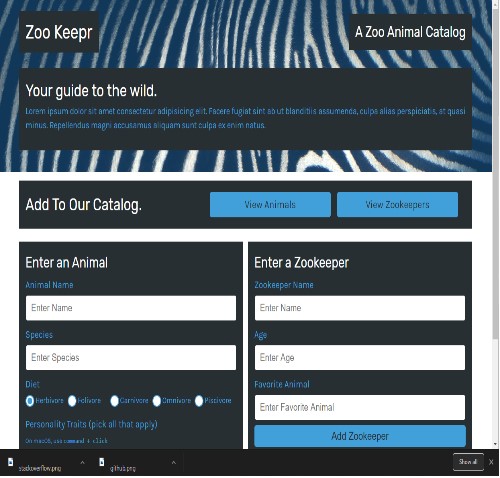 Zoo Keepr
A Zoo Animal Catalog
Your guide to the wild.
Lorem ipsum dolor sit amet consectetur adipisicing elit. Facere fugiat sint ab ut blanditiis assumenda, culpa alias perspiciatis, at quasi
minus. Repellendus magni accusamus aliquam sunt culpa ex enim natus.
Add To Our Catalog.
View Animals
View Zookeepers
Enter an Animal
Animal Name
Enter Name
Species
Enter Species
Diet
Herbivore Folivore Carnivore Omnivore Piscivore
Personality Traits (pick all that apply)
On macOS, use command + click
Enter a Zookeeper
Zookeeper Name
Enter Name
Age
Enter Age
Favorite Animal
Enter Favorite Animal
Add Zookeeper
stackoverflow.png
github.png
Show all
X